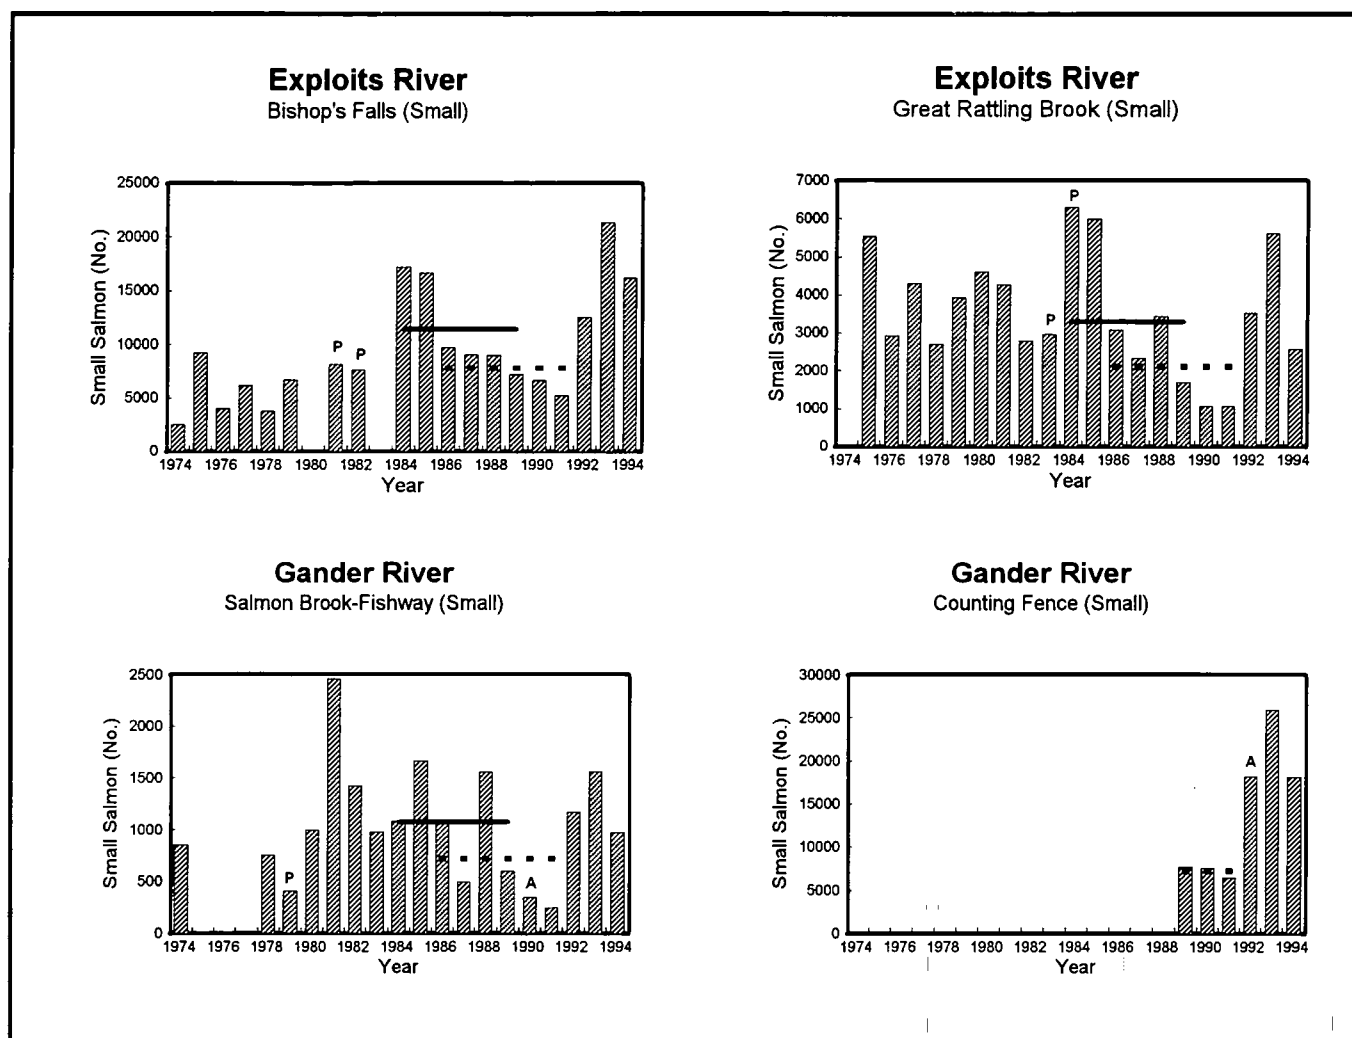 Exploits River
Bishop's Falls (Small)
Small Salmon (No.)
25000
20000
15000
10000
5000
0
P P
1974 1976 1978 1980 1982 1984 1986 1988 1990 1992 1994
Year
Exploits River
Great Rattling Brook (Small)
Small Salmon (No.)
7000
6000
5000
4000
3000
2000
1000
0
P
P
1974 1976 1978 1980 1982 1984 1986 1988 1990 1992 1994
Year
Gander River
Salmon Brook-Fishway (Small)
Small Salmon (No.)
2500
2000
1500
1000
500
0
P
A
1974 1976 1978 1980 1982 1984 1986 1988 1990 1992 1994
Year
Gander River
Counting Fence (Small)
Small Salmon (No.)
30000
25000
20000
15000
10000
5000
0
A
1974 1976 1978 1980 1982 1984 1986 1988 1990 1992 1994
Year